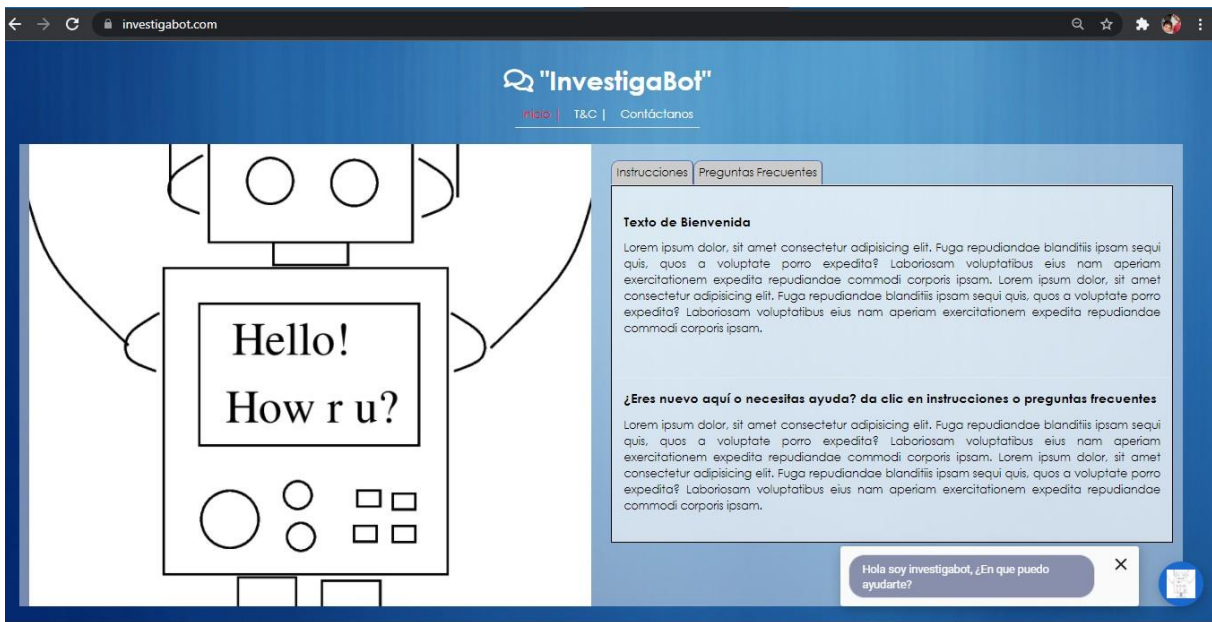 investigabot.com
"InvestigaBot"
Inicio | T&C | Contáctanos
Hello!
How r u?
Instrucciones Preguntas Frecuentes
Texto de Bienvenida
Lorem ipsum dolor, sit amet consectetur adipisicing elit. Fuga repudiandae blanditiis ipsam sequi
quis, quos a voluptate porro expedita? Laboriosam voluptatibus eius nam aperiam
exercitationem expedita repudiandae commodi corporis ipsam. Lorem ipsum dolor, sit amet
consectetur adipisicing elit. Fuga repudiandae blanditiis ipsam sequi quis, quos a voluptate porro
expedita? Laboriosam voluptatibus eius nam aperiam exercitationem expedita repudiandae
commodi corporis ipsam.
¿Eres nuevo aquí o necesitas ayuda? da clic en instrucciones o preguntas frecuentes
Lorem ipsum dolor, sit amet consectetur adipisicing elit. Fuga repudiandae blanditiis ipsam sequi
quis, quos a voluptate porro expedita? Laboriosam voluptatibus eius nam aperiam
exercitationem expedita repudiandae commodi corporis ipsam. Lorem ipsum dolor, sit amet
consectetur adipisicing elit. Fuga repudiandae blanditiis ipsam sequi quis, quos a voluptate porro
expedita? Laboriosam voluptatibus eius nam aperiam exercitationem expedita repudiandae
commodi corporis ipsam.
Hola soy investigabot, ¿En que puedo
ayudarte?